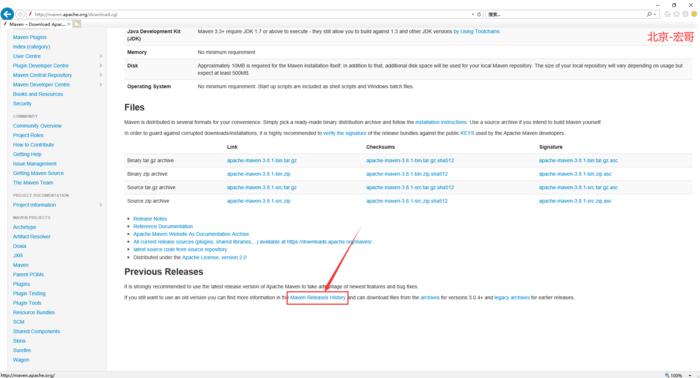 http://maven.apache.org/download.cgi
搜索...
Maven – Download Apac...
北京-宏哥
Maven Plugins
Index (category)
User Centre
Plugin Developer Centre
Maven Central Repository
Maven Developer Centre
Books and Resources
Security
COMMUNITY
Community Overview
Project Roles
How to Contribute
Getting Help
Issue Management
Getting Maven Source
The Maven Team
PROJECT DOCUMENTATION
Project Information
MAVEN PROJECTS
Archetype
Artifact Resolver
Doxia
JXR
Maven
Parent POMs
Plugins
Plugin Testing
Plugin Tools
Resource Bundles
SCM
Shared Components
Skins
Surefire
Wagon
Java Development Kit (JDK) Maven 3.3+ require JDK 1.7 or above to execute - they still allow you to build against 1.3 and other JDK versions by Using Toolchains
Memory No minimum requirement
Disk Approximately 10MB is required for the Maven installation itself. In addition to that, additional disk space will be used for your local Maven repository. The size of your local repository will vary depending on usage but
expect at least 500MB.
Operating System No minimum requirement. Start up scripts are included as shell scripts and Windows batch files.
Files
Maven is distributed in several formats for your convenience. Simply pick a ready-made binary distribution archive and follow the installation instructions. Use a source archive if you intend to build Maven yourself.
In order to guard against corrupted downloads/installations, it is highly recommended to verify the signature of the release bundles against the public KEYS used by the Apache Maven developers.
Link Checksums Signature
Binary tar.gz archive apache-maven-3.8.1-bin.tar.gz apache-maven-3.8.1-bin.tar.gz.sha512 apache-maven-3.8.1-bin.tar.gz.asc
Binary zip archive apache-maven-3.8.1-bin.zip apache-maven-3.8.1-bin.zip.sha512 apache-maven-3.8.1-bin.zip.asc
Source tar.gz archive apache-maven-3.8.1-src.tar.gz apache-maven-3.8.1-src.tar.gz.sha512 apache-maven-3.8.1-src.tar.gz.asc
Source zip archive apache-maven-3.8.1-src.zip apache-maven-3.8.1-src.zip.sha512 apache-maven-3.8.1-src.zip.asc
Release Notes
Reference Documentation
Apache Maven Website As Documentation Archive
All current release sources (plugins, shared libraries,...) available at https://downloads.apache.org/maven/
latest source code from source repository
Distributed under the Apache License, version 2.0
Previous Releases
It is strongly recommended to use the latest release version of Apache Maven to take advantage of newest features and bug fixes.
If you still want to use an old version you can find more information in the Maven Releases History and can download files from the archives for versions 3.0.4+ and legacy archives for earlier releases.
http://maven.apache.org/
100%